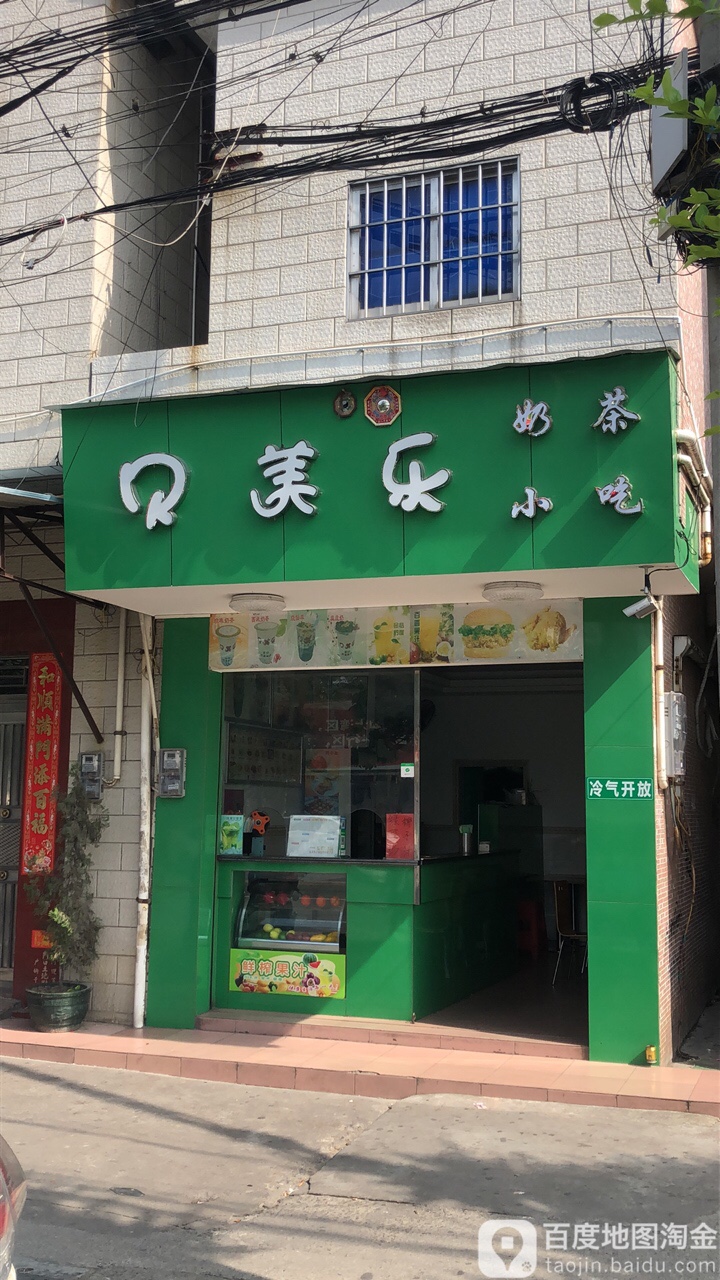 贝美乐
奶茶
小吃
冷气开放
和顺满门添百福
鲜榨果汁
百度地图淘金
taojin.baidu.com